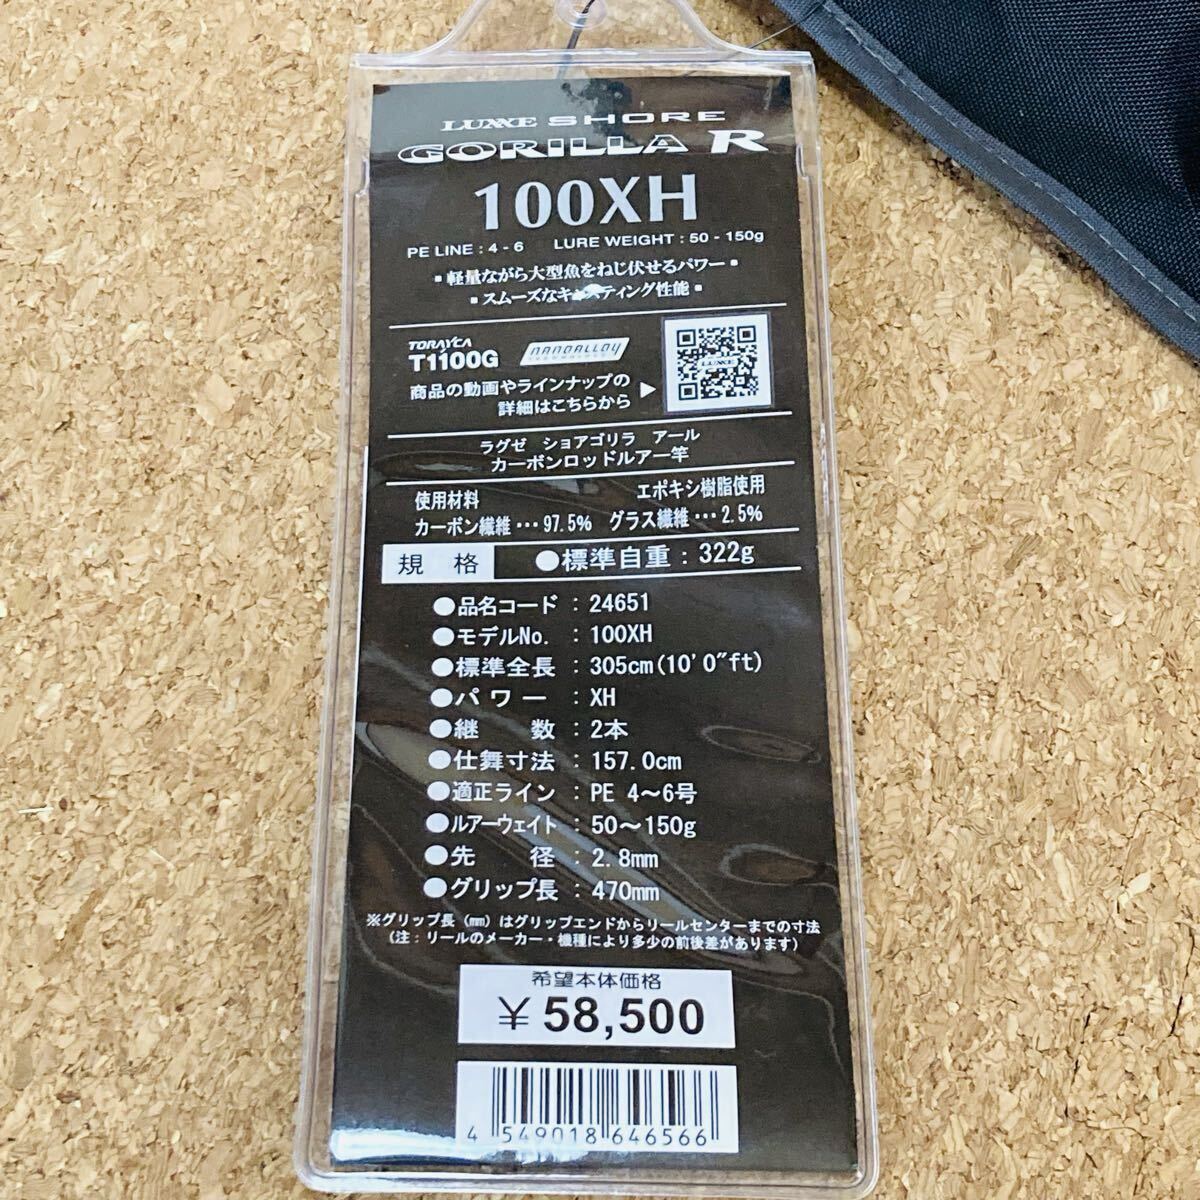 LUXXE SHORE
GORILLA R
100XH
PE LINE : 4 - 6 LURE WEIGHT : 50 - 150g
▪ 軽量ながら大型魚をねじ伏せるパワー ▪
▪ スムーズなキャスティング性能 ▪
TORAYCA
T1100G
NANOALLOY
商品の動画やラインナップの
詳細はこちらから ▶
LUXXE
ラグゼ ショアゴリラ アール
カーボンロッドルアー竿
使用材料 エポキシ樹脂使用
カーボン繊維・・・97.5% グラス繊維・・・2.5%
規 格 ●標準自重：322g
●品名コード：24651
●モデルNo.：100XH
●標準全長：305cm(10'0"ft)
●パワー：XH
●継 数：2本
●仕舞寸法：157.0cm
●適正ライン：PE 4〜6号
●ルアーウェイト：50〜150g
●先 径：2.8mm
●グリップ長：470mm
※グリップ長（㎜）はグリップエンドからリールセンターまでの寸法
（注：リールのメーカー・機種により多少の前後差があります）
希望本体価格
￥58,500
4 549018 646566